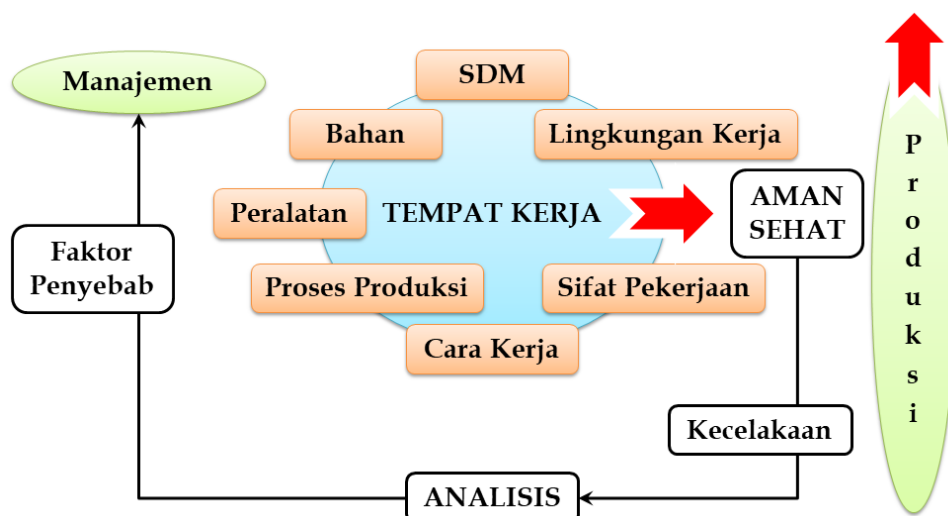 Manajemen
SDM
Bahan
Lingkungan Kerja
Peralatan
TEMPAT KERJA
AMAN
SEHAT
Faktor
Penyebab
Proses Produksi
Sifat Pekerjaan
Cara Kerja
Kecelakaan
ANALISIS
Produksi